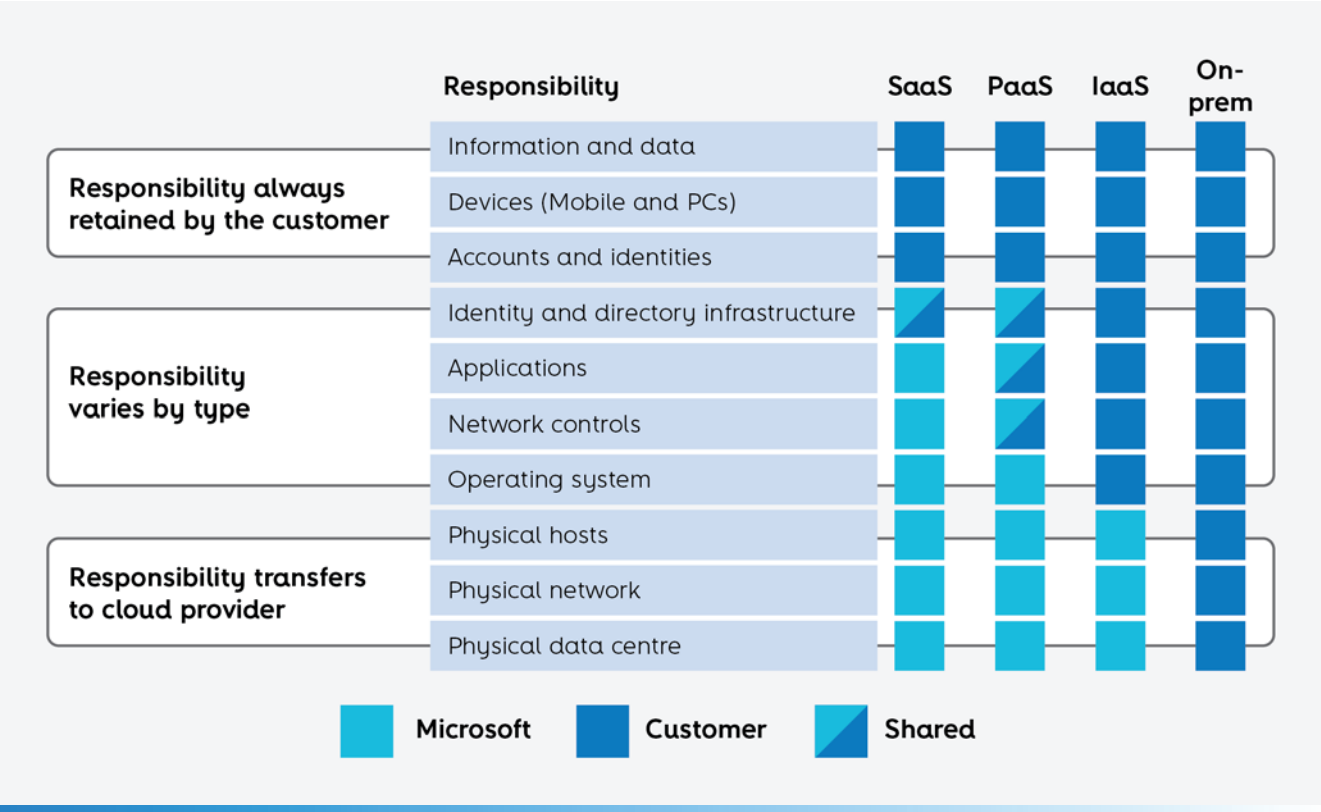 Responsibility
SaaS
PaaS
IaaS
On-
prem
Responsibility always
retained by the customer
Information and data
Devices (Mobile and PCs)
Accounts and identities
Responsibility
varies by type
Identity and directory infrastructure
Applications
Network controls
Operating system
Responsibility transfers
to cloud provider
Physical hosts
Physical network
Physical data centre
Microsoft
Customer
Shared